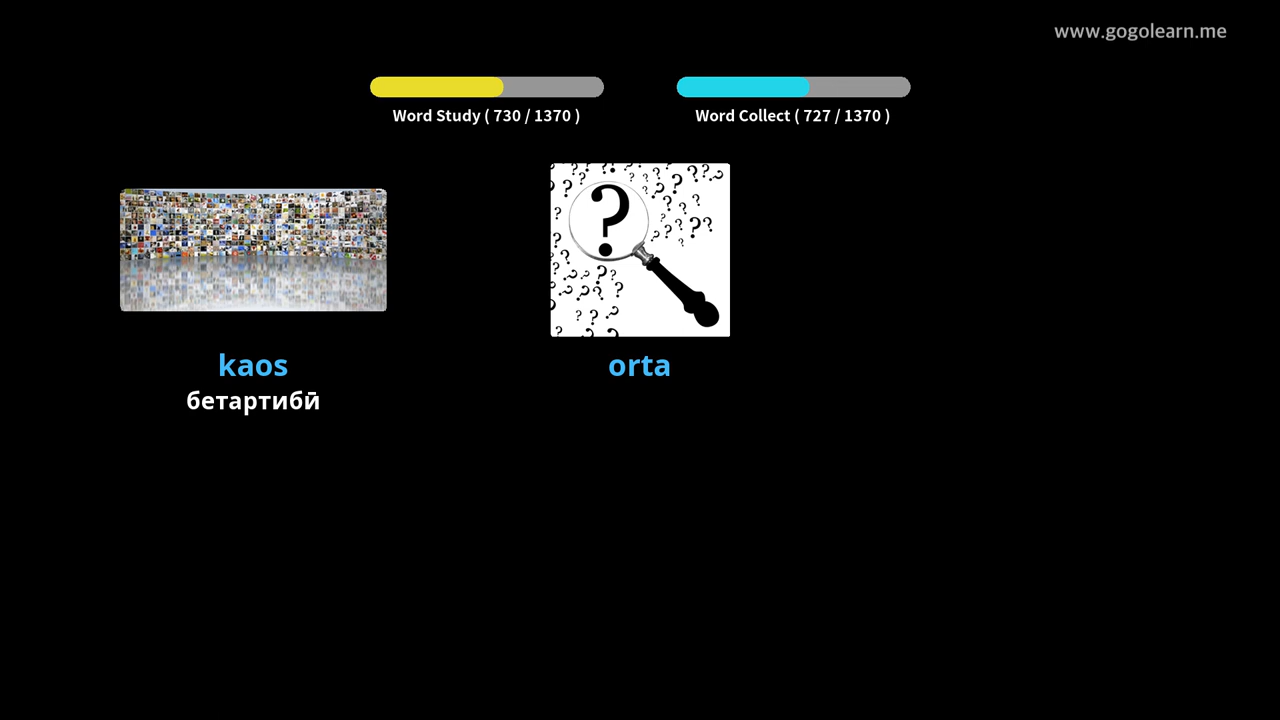 www.gogolearn.me
Word Study ( 730 / 1370 )
Word Collect ( 727 / 1370 )
kaos
бетартибӣ
orta